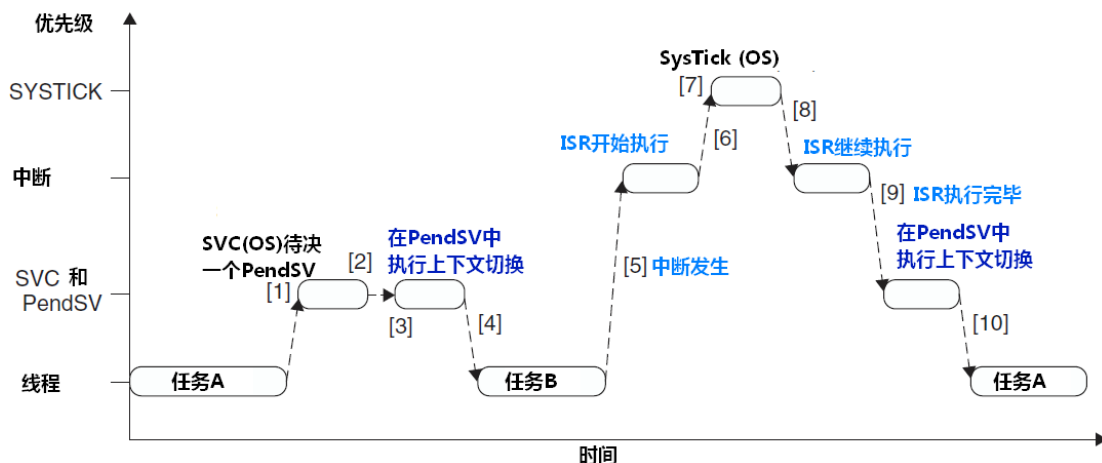 优先级
SysTick (OS)
SYSTICK
[7]
[8]
ISR开始执行
[6]
ISR继续执行
中断
[9] ISR执行完毕
SVC(OS)待决
一个PendSV
[2]
在PendSV中
执行上下文切换
在PendSV中
执行上下文切换
[5] 中断发生
SVC 和
PendSV
[1]
[3]
[4]
[10]
线程
任务A
任务B
任务A
时间